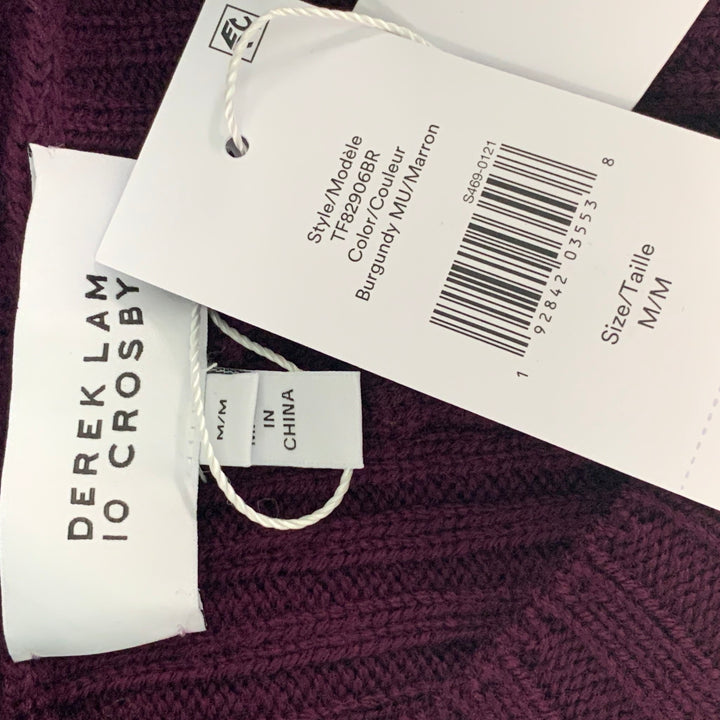 Style/Modèle
TF82906BR
Color/Couleur
Burgundy MU/Marron
S469-0121
1 92842 03553 8
Size/Taille
M/M
DEREK LAM
10 CROSBY
M/M
IN
CHINA